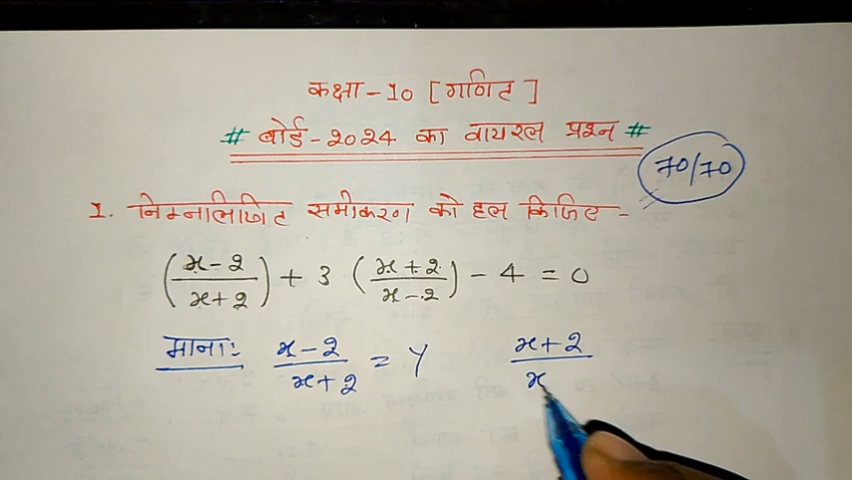 कक्षा-10 [गणित]
# बोर्ड-2024 का वायरल प्रश्न #
70/70
1. निम्नलिखित समीकरण को हल किजिए-
(x-2/x+2) + 3 (x+2/x-2) - 4 = 0
माना: x-2/x+2 = Y x+2/x